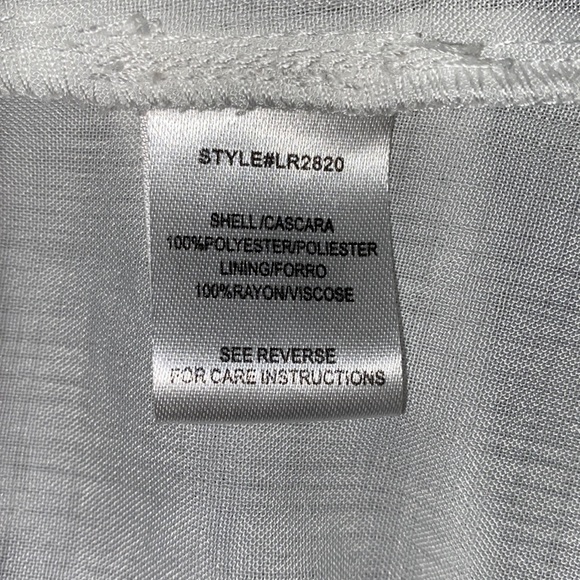 STYLE#LR2820
SHELL/CASCARA
100%POLYESTER/POLIESTER
LINING/FORRO
100%RAYON/VISCOSE
SEE REVERSE
FOR CARE INSTRUCTIONS